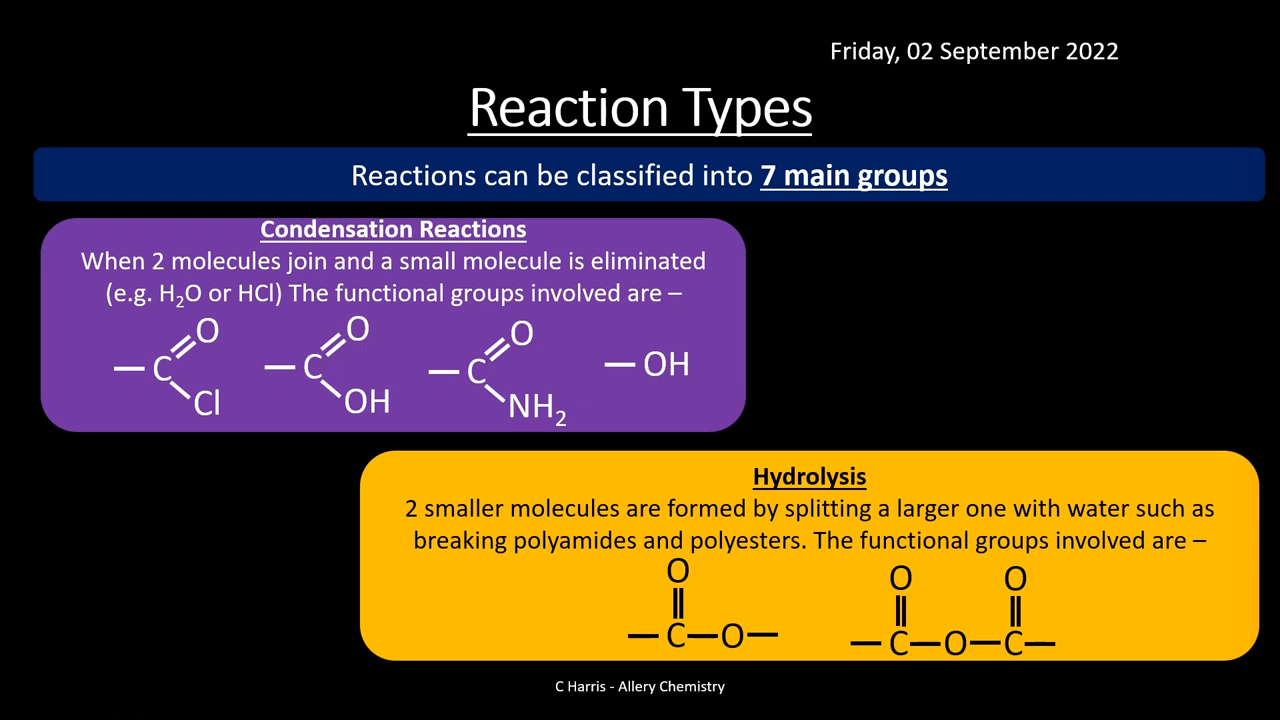 Friday, 02 September 2022
Reaction Types
Reactions can be classified into 7 main groups
Condensation Reactions
When 2 molecules join and a small molecule is eliminated
(e.g. H₂O or HCl) The functional groups involved are –
O O O
C C C OH
Cl OH NH₂
Hydrolysis
2 smaller molecules are formed by splitting a larger one with water such as
breaking polyamides and polyesters. The functional groups involved are –
O O O
C O C O C
C Harris - Allery Chemistry